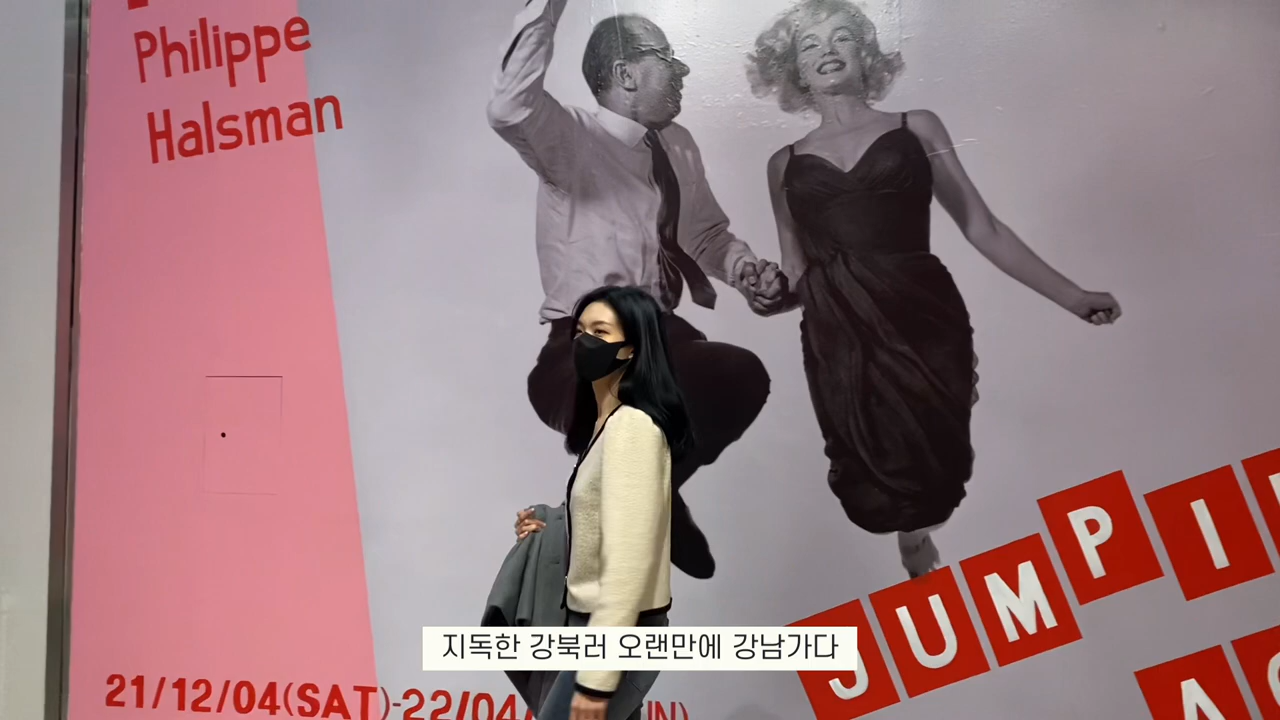 Philippe
Halsman
JUMPI
AG
지독한 강북러 오랜만에 강남가다
21/12/04(SAT)-22/04/